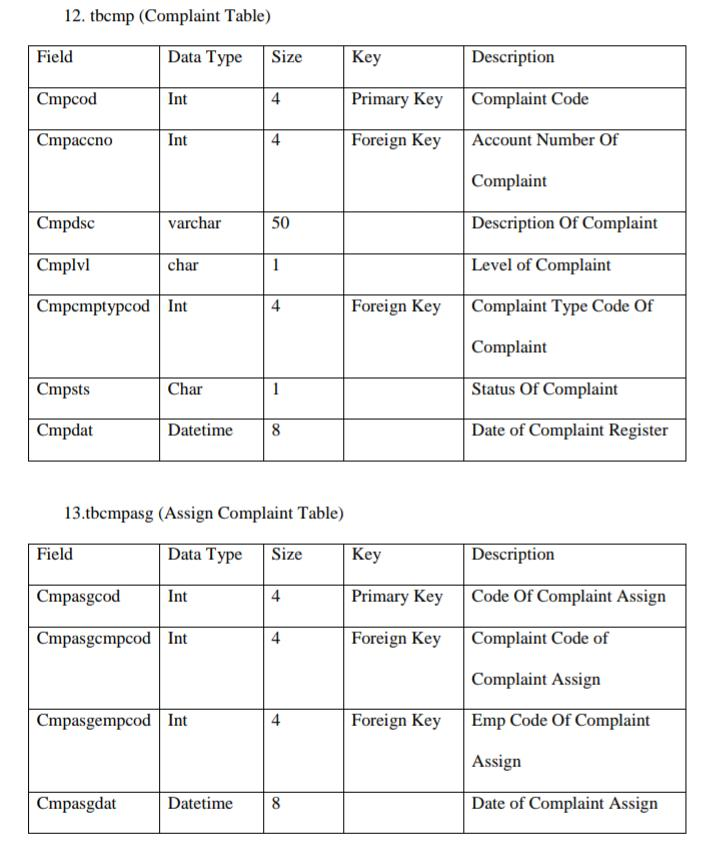 12. tbcmp (Complaint Table)
Field Data Type Size Key Description
Cmpcod Int 4 Primary Key Complaint Code
Cmpaccno Int 4 Foreign Key Account Number Of
Complaint
Cmpdsc varchar 50 Description Of Complaint
Cmplvl char 1 Level of Complaint
Cmpcmptypcod Int 4 Foreign Key Complaint Type Code Of
Complaint
Cmpsts Char 1 Status Of Complaint
Cmpdat Datetime 8 Date of Complaint Register
13.tbcmpasg (Assign Complaint Table)
Field Data Type Size Key Description
Cmpasgcod Int 4 Primary Key Code Of Complaint Assign
Cmpasgcmpcod Int 4 Foreign Key Complaint Code of
Complaint Assign
Cmpasgempcod Int 4 Foreign Key Emp Code Of Complaint
Assign
Cmpasgdat Datetime 8 Date of Complaint Assign